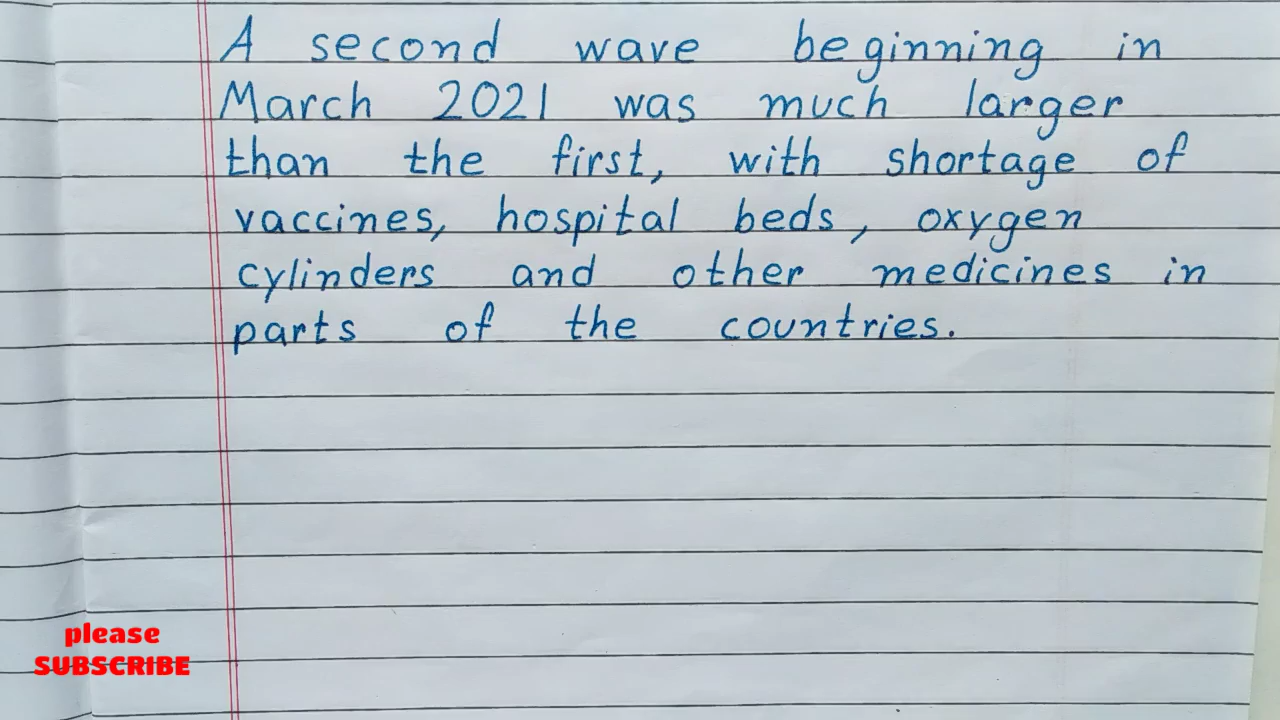 A second wave beginning in
March 2021 was much larger
than the first, with shortage of
vaccines, hospital beds, oxygen
cylinders and other medicines in
parts of the countries.
please
SUBSCRIBE